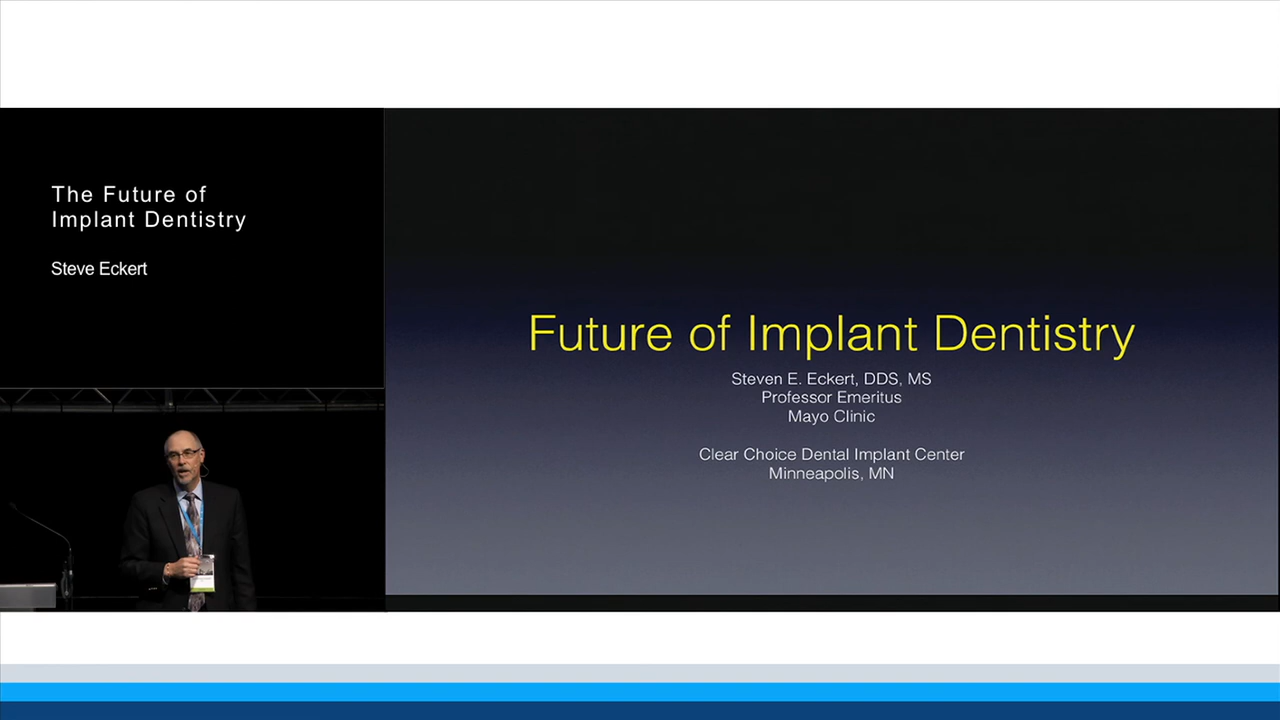 The Future of
Implant Dentistry
Steve Eckert
Future of Implant Dentistry
Steven E. Eckert, DDS, MS
Professor Emeritus
Mayo Clinic
Clear Choice Dental Implant Center
Minneapolis, MN